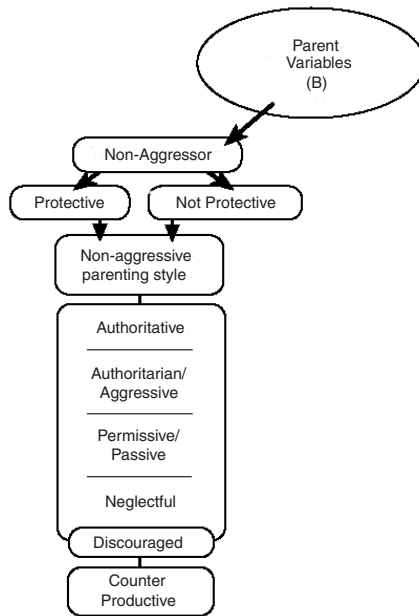 Parent
Variables
(B)
Non-Aggressor
Protective
Not Protective
Non-aggressive
parenting style
Authoritative
Authoritarian/
Aggressive
Permissive/
Passive
Neglectful
Discouraged
Counter
Productive